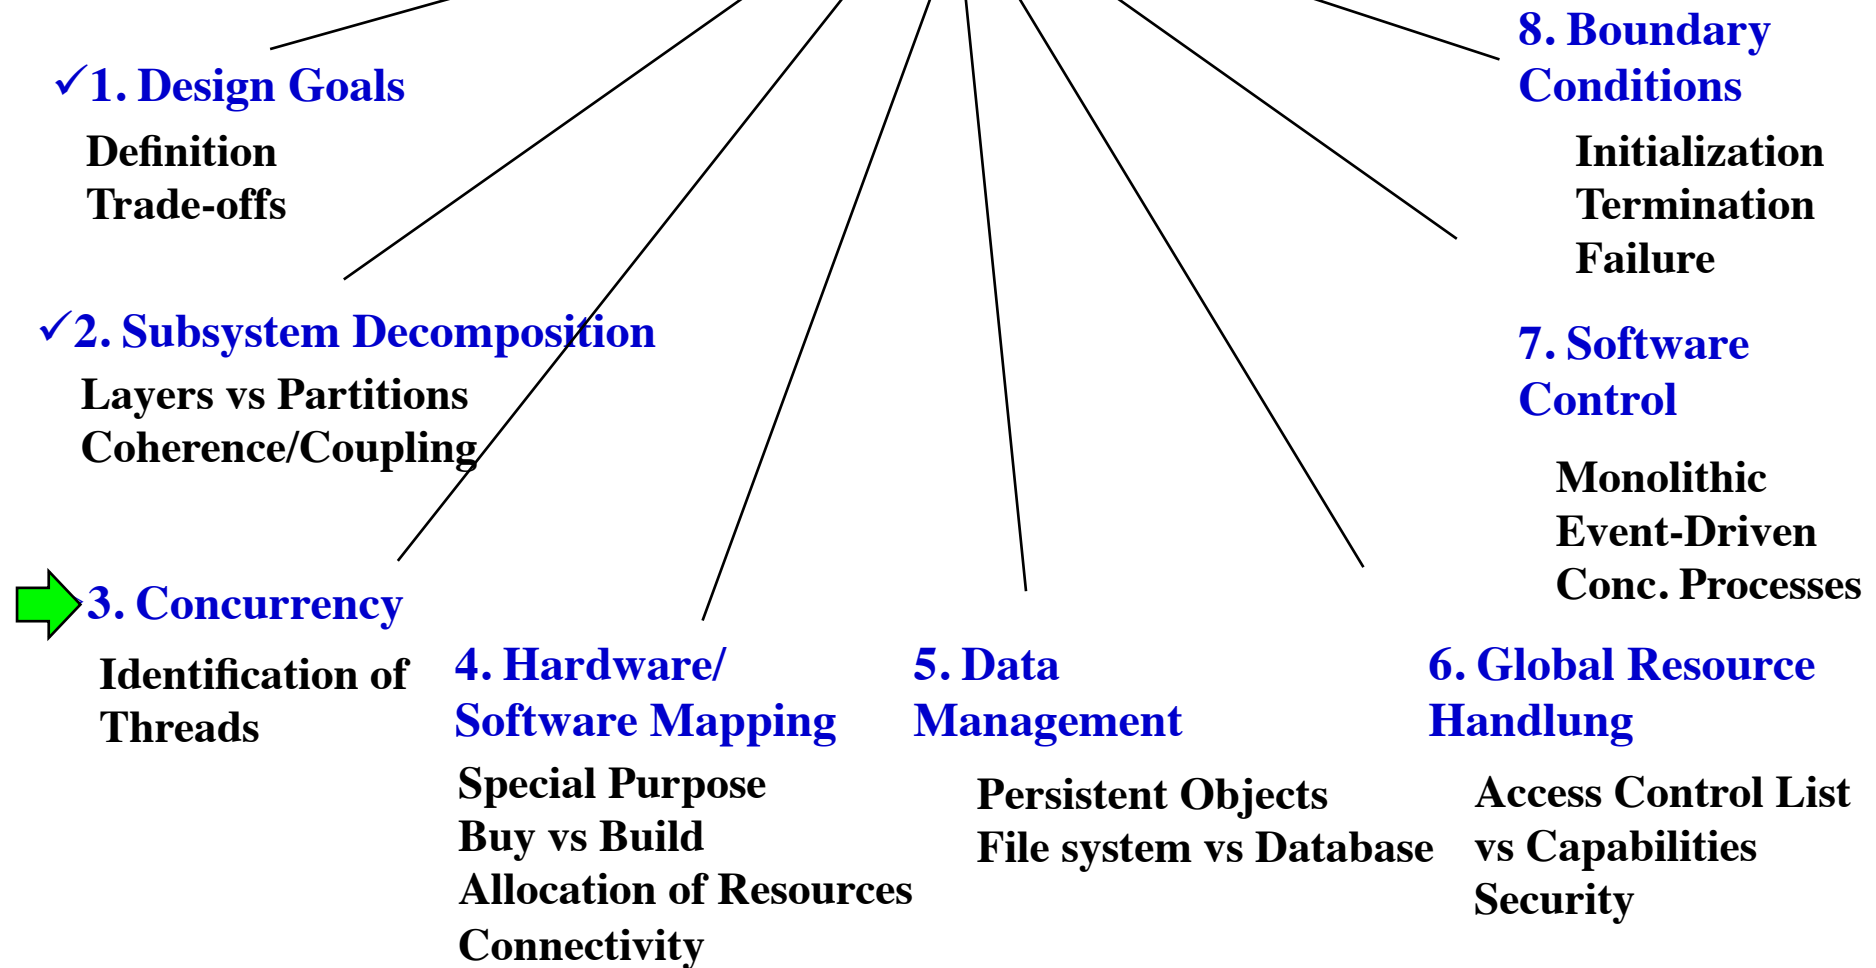 ✓1. Design Goals
Definition
Trade-offs
✓2. Subsystem Decomposition
Layers vs Partitions
Coherence/Coupling
3. Concurrency
Identification of
Threads
4. Hardware/
Software Mapping
Special Purpose
Buy vs Build
Allocation of Resources
Connectivity
5. Data
Management
Persistent Objects
File system vs Database
6. Global Resource
Handlung
Access Control List
vs Capabilities
Security
7. Software
Control
Monolithic
Event-Driven
Conc. Processes
8. Boundary
Conditions
Initialization
Termination
Failure